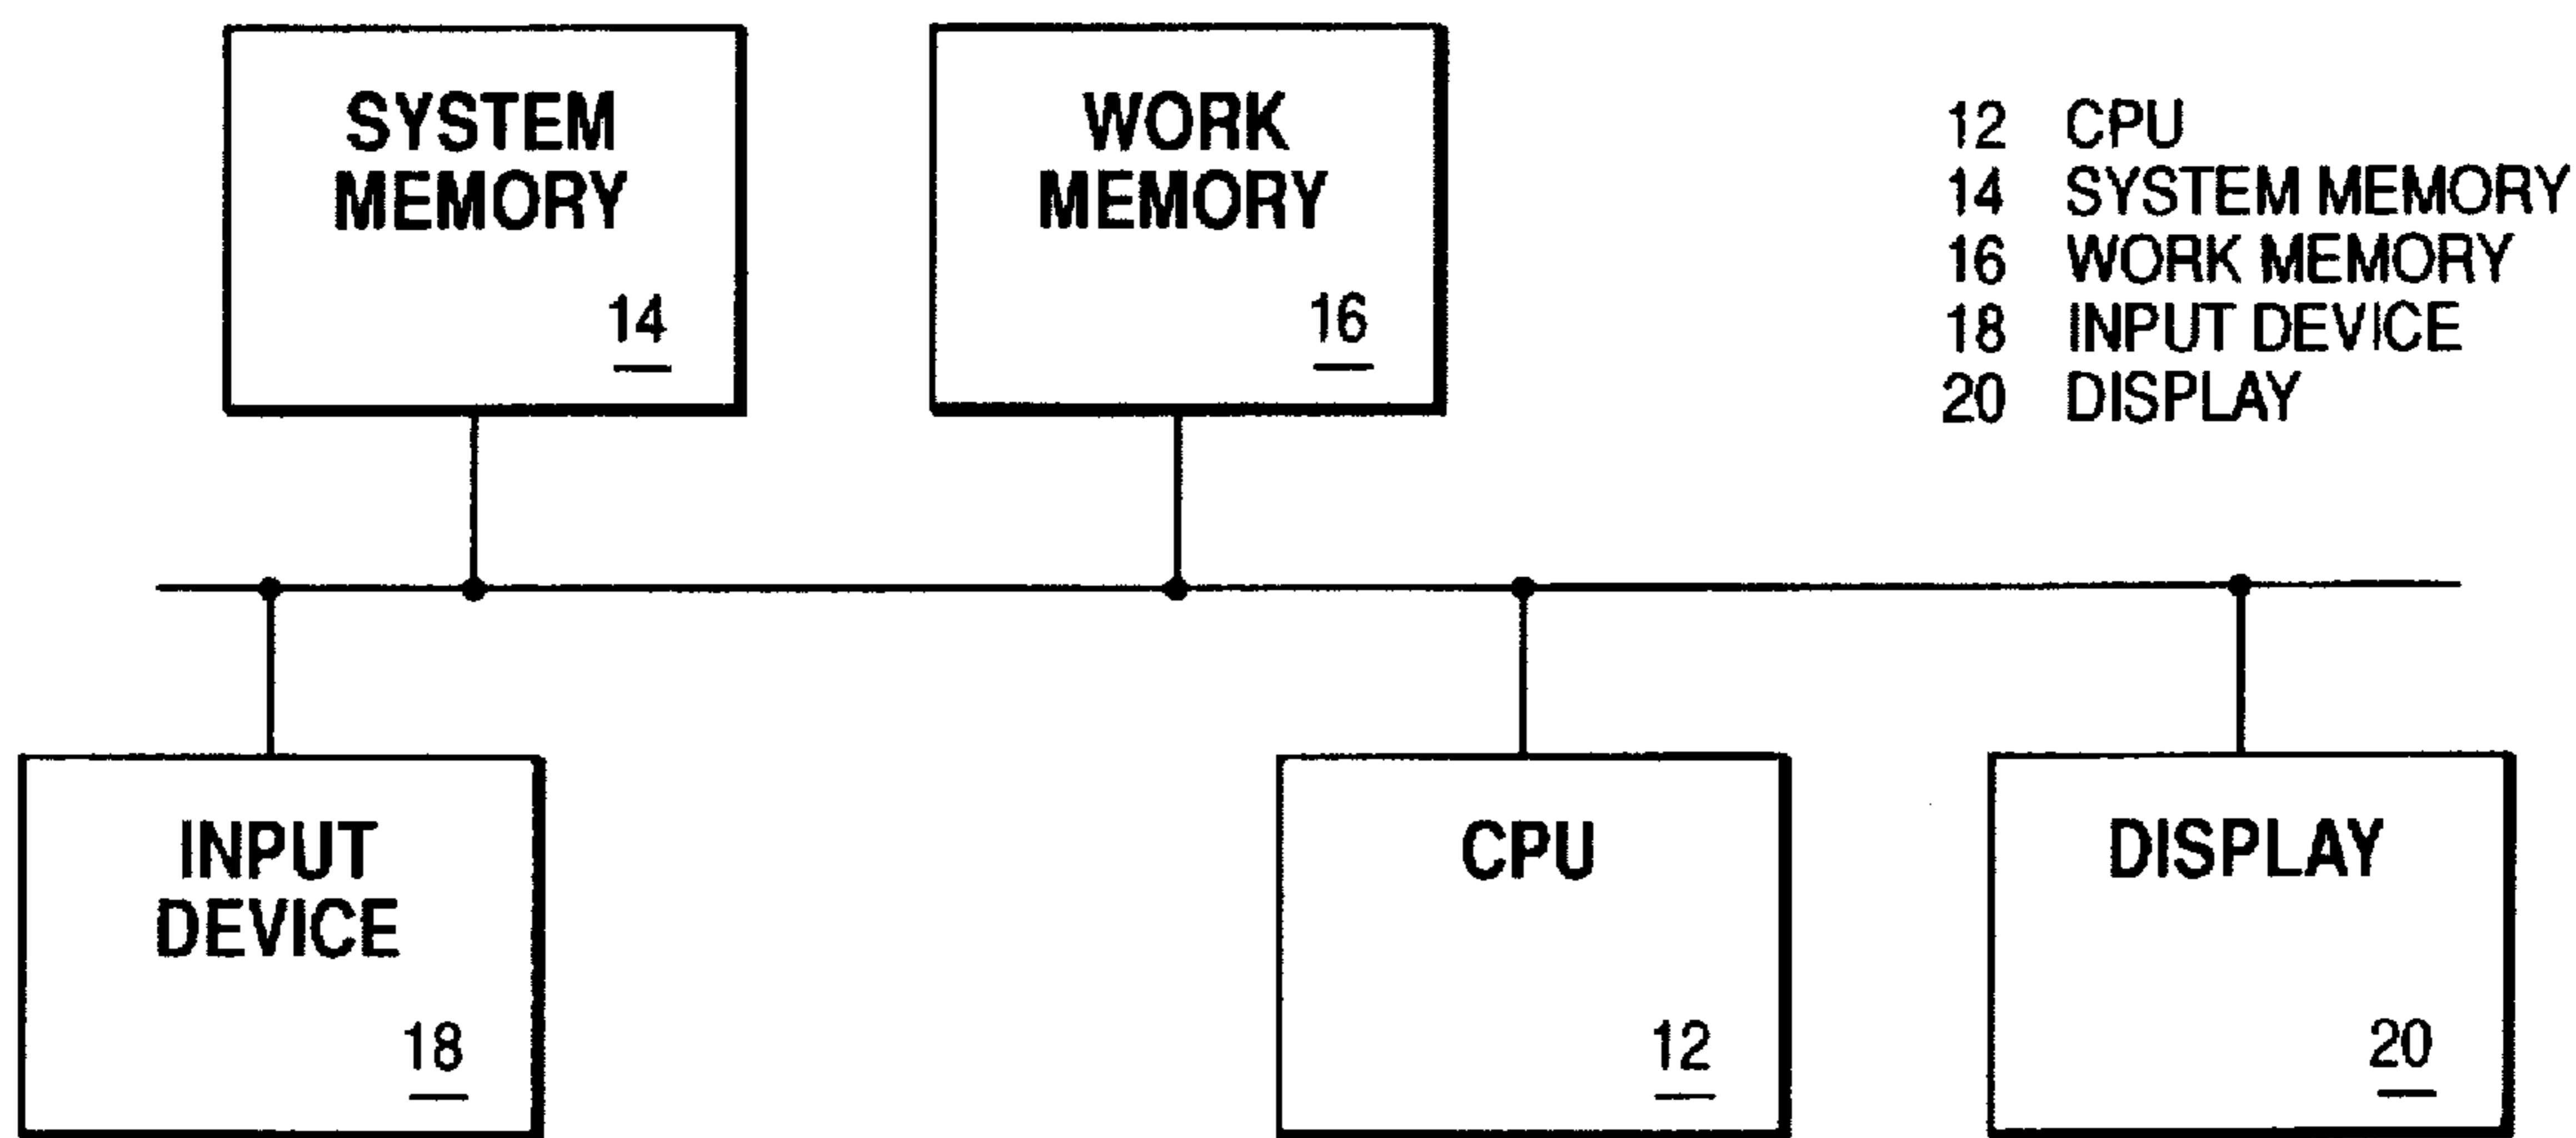 SYSTEM
MEMORY
14
WORK
MEMORY
16
12 CPU
14 SYSTEM MEMORY
16 WORK MEMORY
18 INPUT DEVICE
20 DISPLAY
INPUT
DEVICE
18
CPU
12
DISPLAY
20